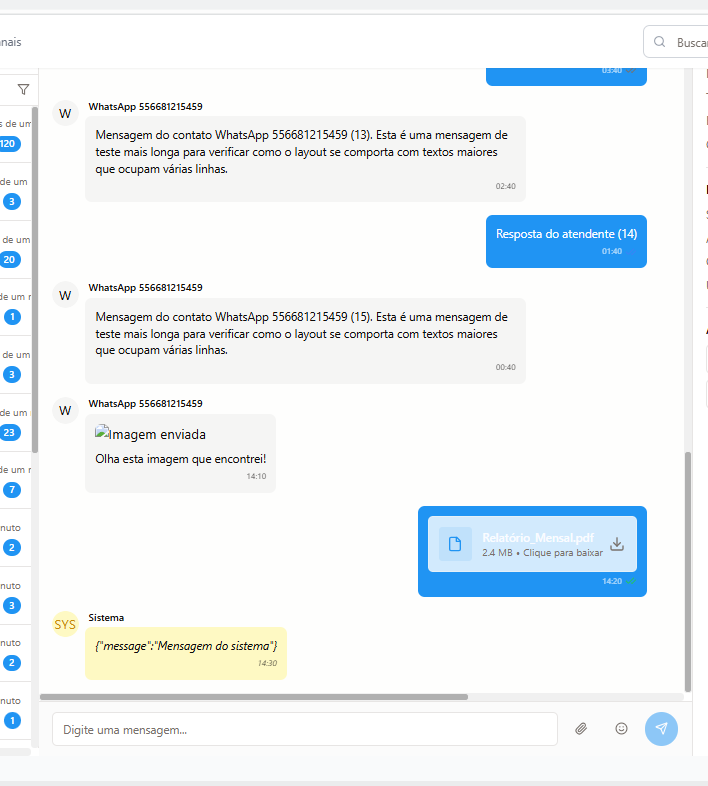 nais
Buscar
03:40
s de um
120
WhatsApp 556681215459
W
Mensagem do contato WhatsApp 556681215459 (13). Esta é uma mensagem de
teste mais longa para verificar como o layout se comporta com textos maiores
que ocupam várias linhas.
02:40
de um
3
Resposta do atendente (14)
01:40
de um
20
WhatsApp 556681215459
W
Mensagem do contato WhatsApp 556681215459 (15). Esta é uma mensagem de
teste mais longa para verificar como o layout se comporta com textos maiores
que ocupam várias linhas.
00:40
de um
1
de um
3
WhatsApp 556681215459
W
Imagem enviada
Olha esta imagem que encontrei!
14:10
de um
23
de um
7
Relatório_Mensal.pdf
2.4 MB • Clique para baixar
14:20
nuto
2
nuto
3
Sistema
SYS
{"message":"Mensagem do sistema"}
14:30
nuto
2
nuto
1
Digite uma mensagem...